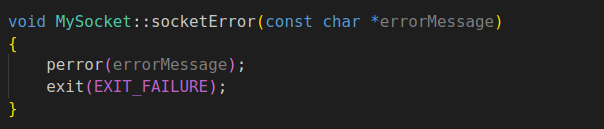 void MySocket::socketError(const char *errorMessage)
{
    perror(errorMessage);
    exit(EXIT_FAILURE);
}